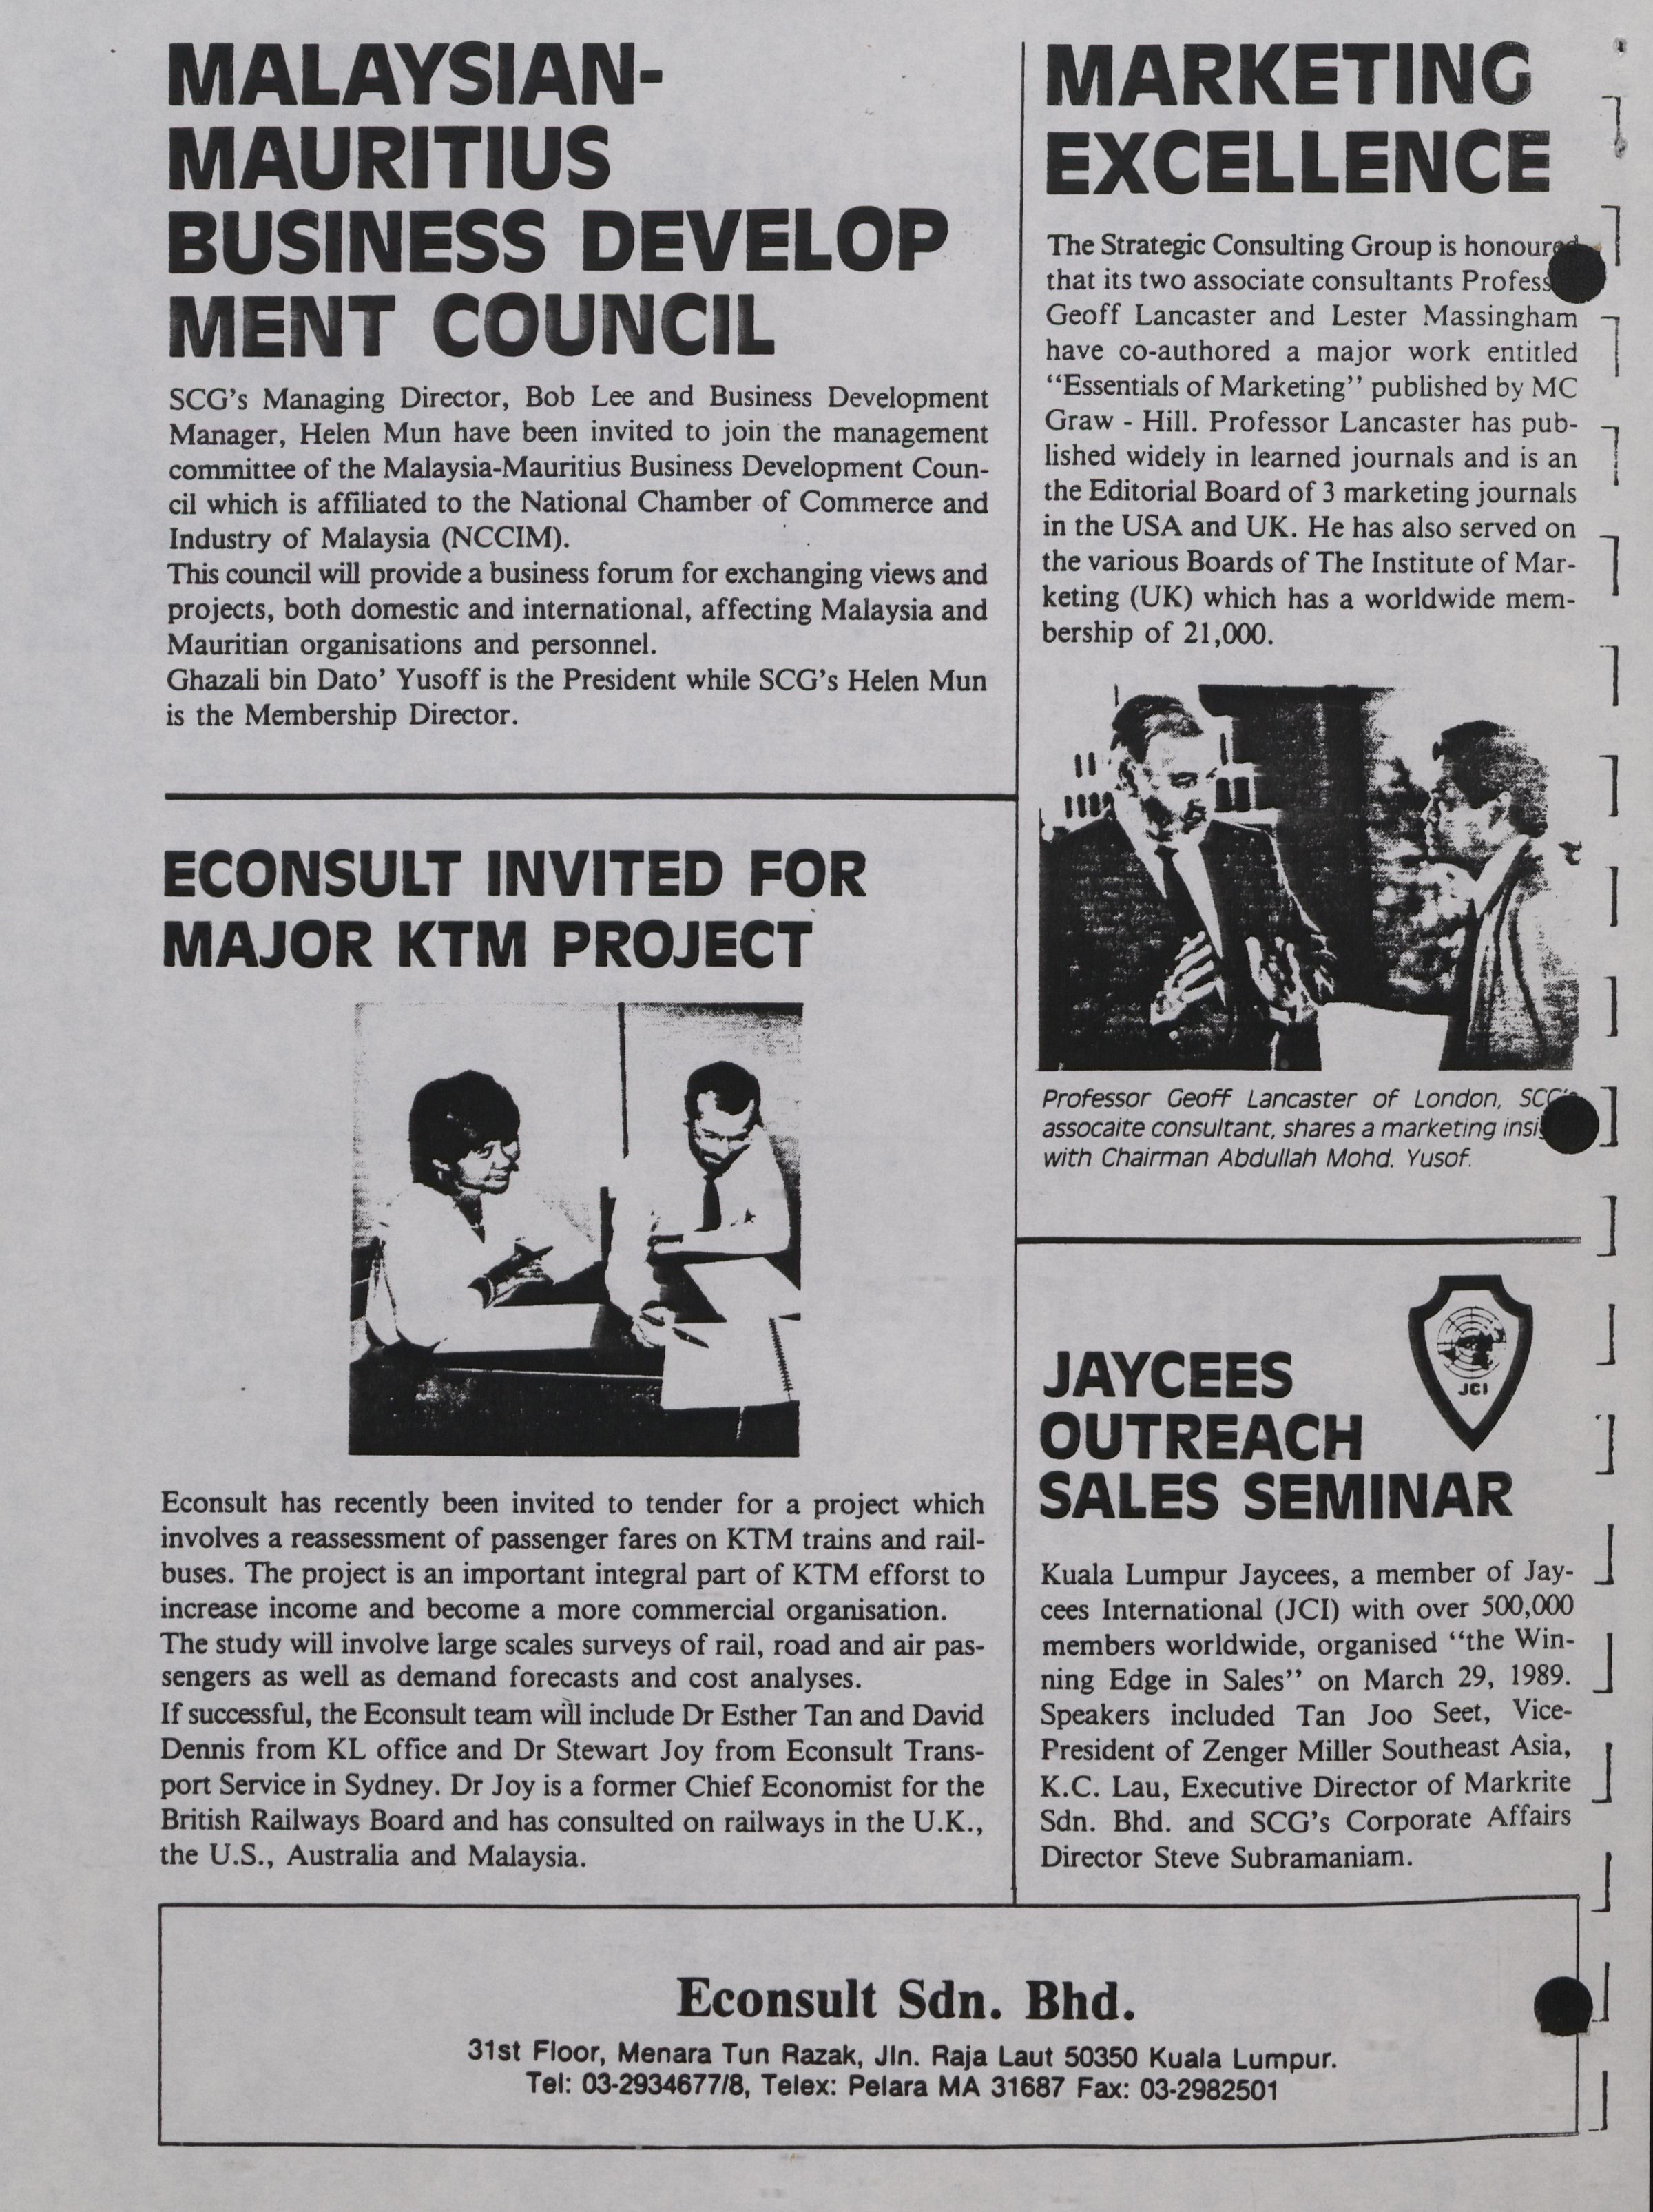 MALAYSIAN-
MAURITIUS
BUSINESS DEVELOP
MENT COUNCIL
SCG's Managing Director, Bob Lee and Business Development
Manager, Helen Mun have been invited to join the management
committee of the Malaysia-Mauritius Business Development Coun-
cil which is affiliated to the National Chamber of Commerce and
Industry of Malaysia (NCCIM).
This council will provide a business forum for exchanging views and
projects, both domestic and international, affecting Malaysia and
Mauritian organisations and personnel.
Ghazali bin Dato' Yusoff is the President while SCG's Helen Mun
is the Membership Director.
ECONSULT INVITED FOR
MAJOR KTM PROJECT
Econsult has recently been invited to tender for a project which
involves a reassessment of passenger fares on KTM trains and rail-
buses. The project is an important integral part of KTM efforst to
increase income and become a more commercial organisation.
The study will involve large scales surveys of rail, road and air pas-
sengers as well as demand forecasts and cost analyses.
If successful, the Econsult team will include Dr Esther Tan and David
Dennis from KL office and Dr Stewart Joy from Econsult Trans-
port Service in Sydney. Dr Joy is a former Chief Economist for the
British Railways Board and has consulted on railways in the U.K.,
the U.S., Australia and Malaysia.
MARKETING
EXCELLENCE
The Strategic Consulting Group is honoured
that its two associate consultants
Geoff Lancaster and Lester Massingham
have co-authored a major work entitled
"Essentials of Marketing" published by MC
Graw - Hill. Professor Lancaster has pub-
lished widely in learned journals and is an
the Editorial Board of 3 marketing journals
in the USA and UK. He has also served on
the various Boards of The Institute of Mar-
keting (UK) which has a worldwide mem-
bership of 21,000.
Professor Geoff Lancaster of London, SCG's
assocaite consultant, shares a marketing
with Chairman Abdullah Mohd. Yusof.
JCI
JAYCEES
OUTREACH
SALES SEMINAR
Kuala Lumpur Jaycees, a member of Jay-
cees International (JCI) with over 500,000
members worldwide, organised "the Win-
ning Edge in Sales" on March 29, 1989.
Speakers included Tan Joo Seet, Vice-
President of Zenger Miller Southeast Asia,
K.C. Lau, Executive Director of Markrite
Sdn. Bhd. and SCG's Corporate Affairs
Director Steve Subramaniam.
Econsult Sdn. Bhd.
31st Floor, Menara Tun Razak, Jln. Raja Laut 50350 Kuala Lumpur.
Tel: 03-2934677/8, Telex: Pelara MA 31687 Fax: 03-2982501